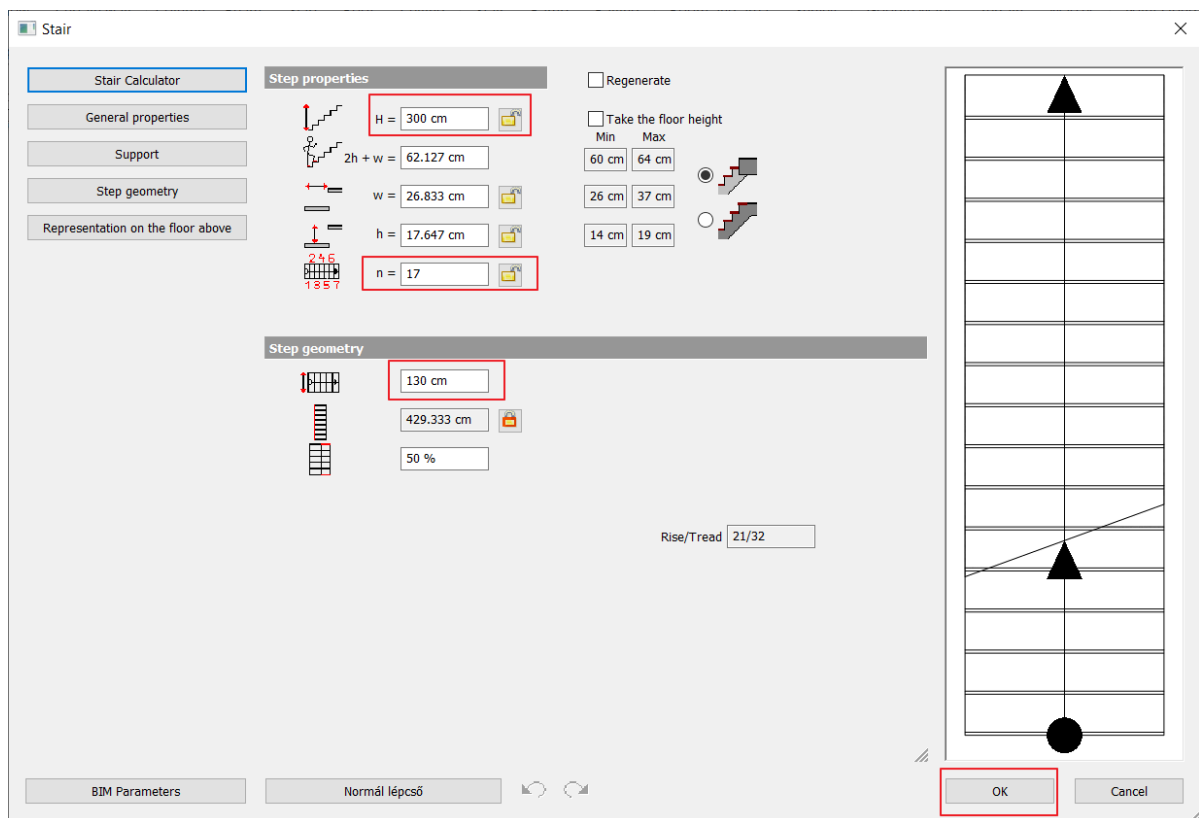 Stair
Stair Calculator
General properties
Support
Step geometry
Representation on the floor above
Step properties
H = 300 cm
2h + w = 62.127 cm
w = 26.833 cm
h = 17.647 cm
246
1357
n = 17
Regenerate
Take the floor height
Min Max
60 cm 64 cm
26 cm 37 cm
14 cm 19 cm
Step geometry
130 cm
429.333 cm
50 %
Rise/Tread 21/32
BIM Parameters
Normál lépcső
OK
Cancel